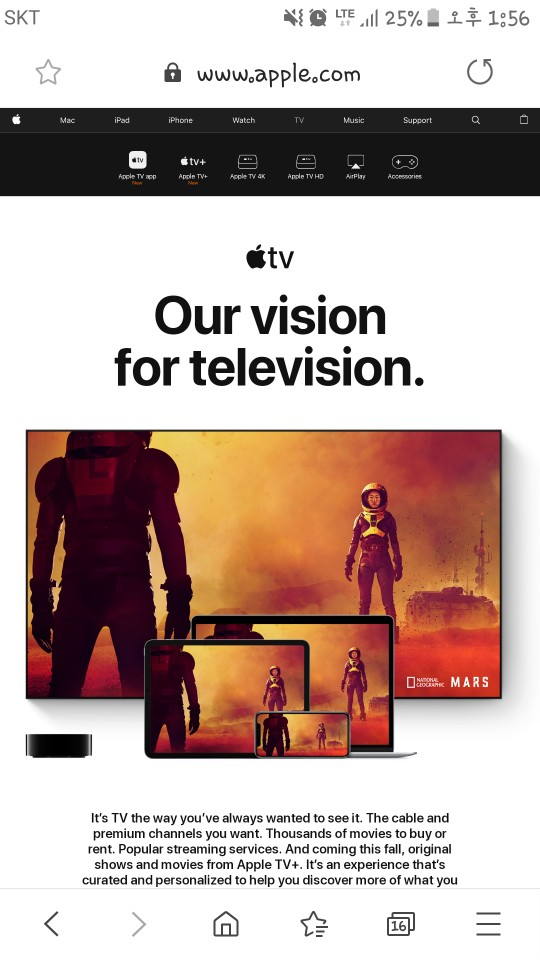 SKT LTE 25% 오후 1:56
www.apple.com
Mac iPad iPhone Watch TV Music Support
tv tv+
Apple TV app Apple TV+ Apple TV 4K Apple TV HD AirPlay Accessories
New New
tv
Our vision
for television.
NATIONAL GEOGRAPHIC MARS
It's TV the way you've always wanted to see it. The cable and
premium channels you want. Thousands of movies to buy or
rent. Popular streaming services. And coming this fall, original
shows and movies from Apple TV+. It's an experience that's
curated and personalized to help you discover more of what you
16